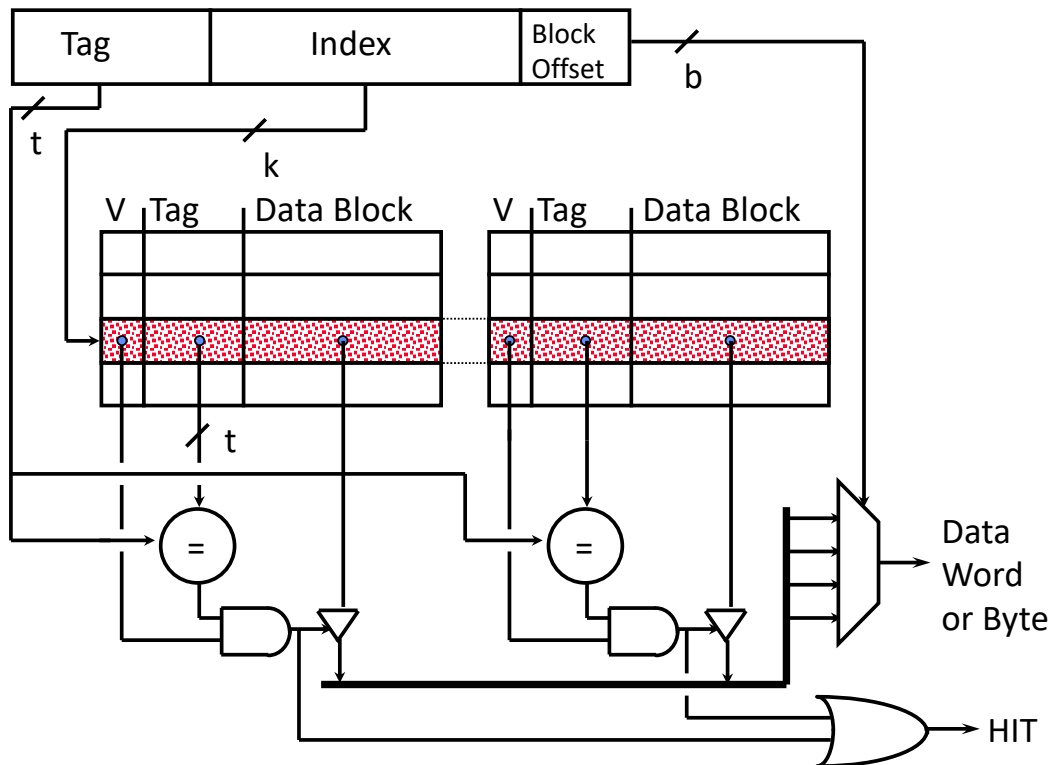 Tag
Index
Block
Offset
b
t
k
V Tag Data Block
V Tag Data Block
t
=
=
Data
Word
or Byte
HIT